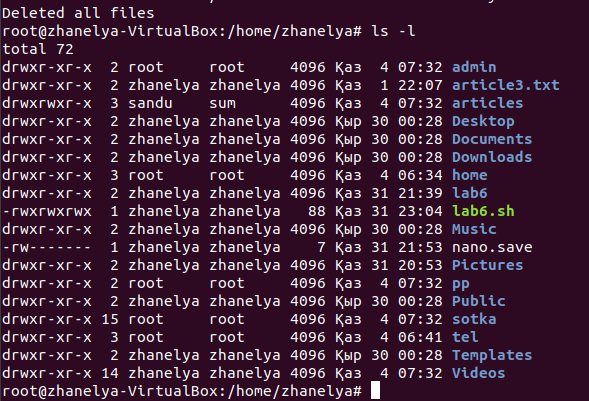 Deleted all files
root@zhanelya-VirtualBox:/home/zhanelya# ls -l
total 72
drwxr-xr-x  2 root     root     4096 Қаз  4 07:32 admin
drwxr-xr-x  2 zhanelya zhanelya 4096 Қаз  1 22:07 article3.txt
drwxrwxr-x  3 sandu    sum      4096 Қаз  4 07:32 articles
drwxr-xr-x  2 zhanelya zhanelya 4096 Қыр 30 00:28 Desktop
drwxr-xr-x  2 zhanelya zhanelya 4096 Қыр 30 00:28 Documents
drwxr-xr-x  2 zhanelya zhanelya 4096 Қыр 30 00:28 Downloads
drwxr-xr-x  3 root     root     4096 Қаз  4 06:34 home
drwxr-xr-x  2 zhanelya zhanelya 4096 Қаз 31 21:39 lab6
-rwxrwxrwx  1 zhanelya zhanelya   88 Қаз 31 23:04 lab6.sh
drwxr-xr-x  2 zhanelya zhanelya 4096 Қыр 30 00:28 Music
-rw-------  1 zhanelya zhanelya    7 Қаз 31 21:53 nano.save
drwxr-xr-x  2 zhanelya zhanelya 4096 Қаз 31 20:53 Pictures
drwxr-xr-x  2 root     root     4096 Қаз  4 07:32 pp
drwxr-xr-x  2 zhanelya zhanelya 4096 Қыр 30 00:28 Public
drwxr-xr-x 15 root     root     4096 Қаз  4 07:32 sotka
drwxr-xr-x  3 root     root     4096 Қаз  4 06:41 tel
drwxr-xr-x  2 zhanelya zhanelya 4096 Қыр 30 00:28 Templates
drwxr-xr-x 14 zhanelya zhanelya 4096 Қаз  4 07:32 Videos
root@zhanelya-VirtualBox:/home/zhanelya#